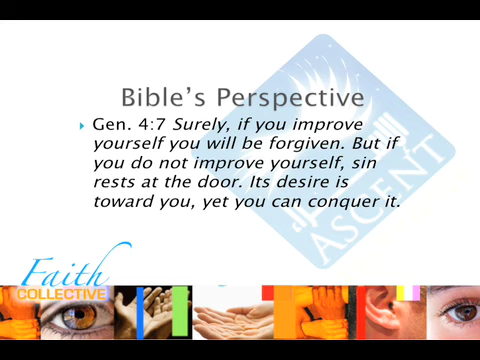 Bible's Perspective
Gen. 4:7 Surely, if you improve
yourself you will be forgiven. But if
you do not improve yourself, sin
rests at the door. Its desire is
toward you, yet you can conquer it.
ASCENT
Faith
COLLECTIVE